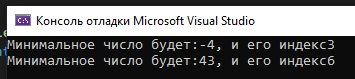 Консоль отладки Microsoft Visual Studio
Минимальное число будет:-4, и его индекс3
Минимальное число будет:43, и его индекс6